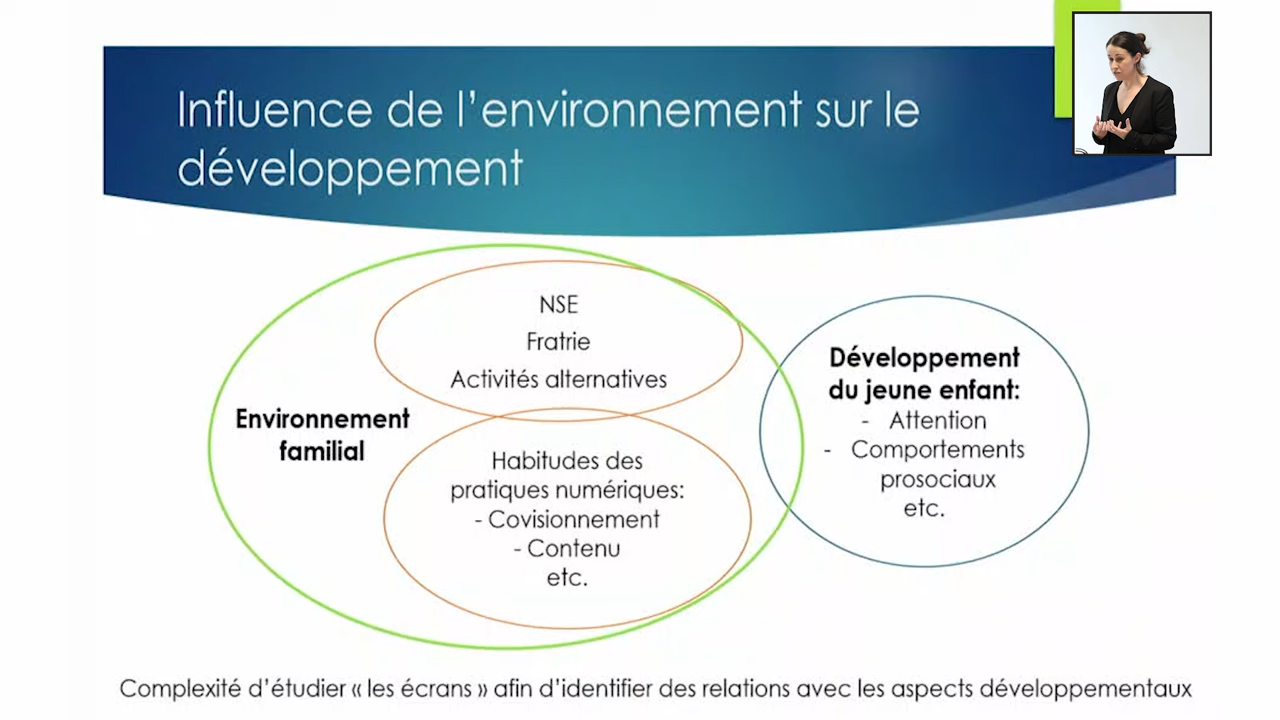 Influence de l’environnement sur le
développement
NSE
Fratrie
Activités alternatives
Environnement
familial
Habitudes des
pratiques numériques:
- Covisionnement
- Contenu
etc.
Développement
du jeune enfant:
- Attention
- Comportements
prosociaux
etc.
Complexité d’étudier « les écrans » afin d’identifier des relations avec les aspects développementaux